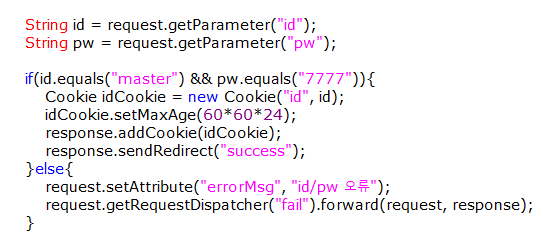 String id = request.getParameter("id");
String pw = request.getParameter("pw");
if(id.equals("master") && pw.equals("7777")){
Cookie idCookie = new Cookie("id", id);
idCookie.setMaxAge(60*60*24);
response.addCookie(idCookie);
response.sendRedirect("success");
}else{
request.setAttribute("errorMsg", "id/pw 오류");
request.getRequestDispatcher("fail").forward(request, response);
}